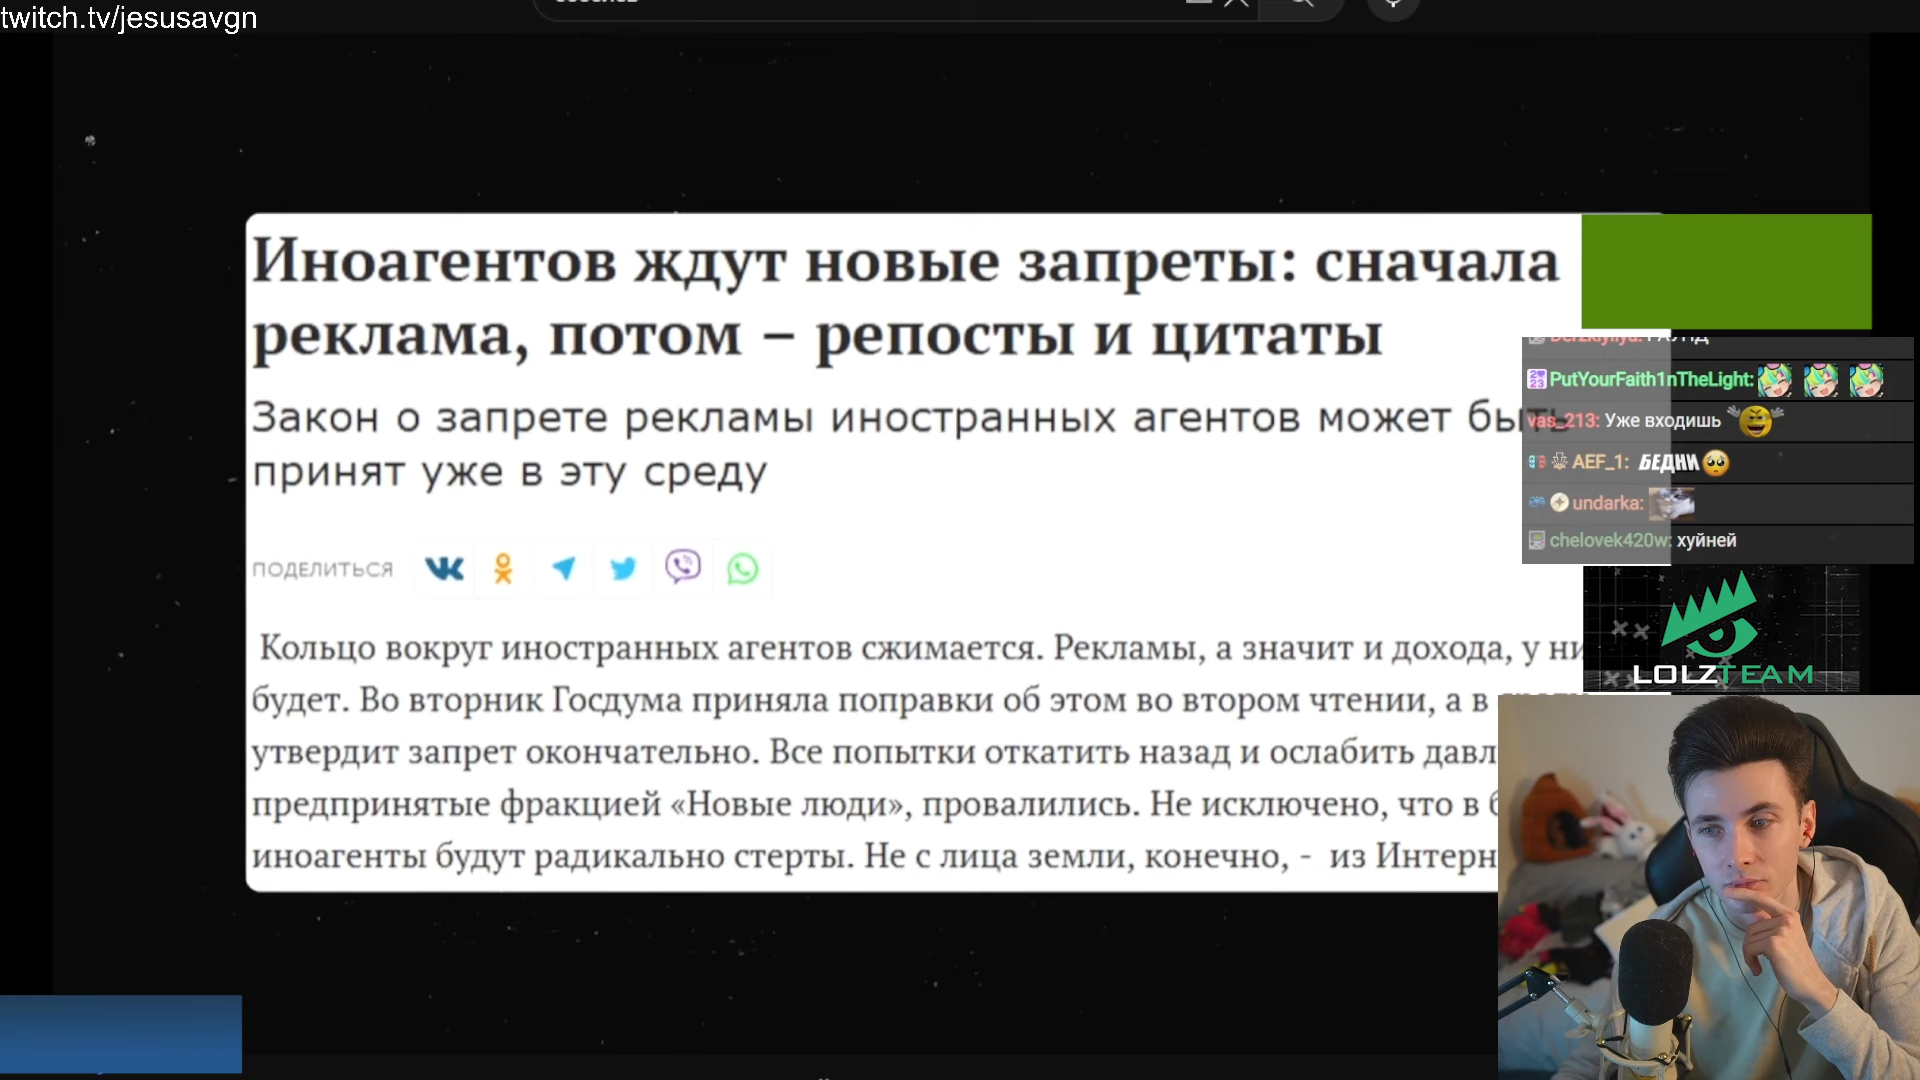 twitch.tv/jesusavgn
Иноагентов ждут новые запреты: сначала
реклама, потом – репосты и цитаты
Закон о запрете рекламы иностранных агентов может быть
принят уже в эту среду
ПОДЕЛИТЬСЯ
Кольцо вокруг иностранных агентов сжимается. Рекламы, а значит и дохода, у
будет. Во вторник Госдума приняла поправки об этом во втором чтении, а в
утвердит запрет окончательно. Все попытки откатить назад и ослабить
предпринятые фракцией «Новые люди», провалились. Не исключено, что в
иноагенты будут радикально стерты. Не с лица земли, конечно, - из
PutYourFaith1nTheLight:
vas_213: Уже входишь
AEF_1: БЕДНИ
undarka:
chelovek420w: хуйней
LOLZTEAM